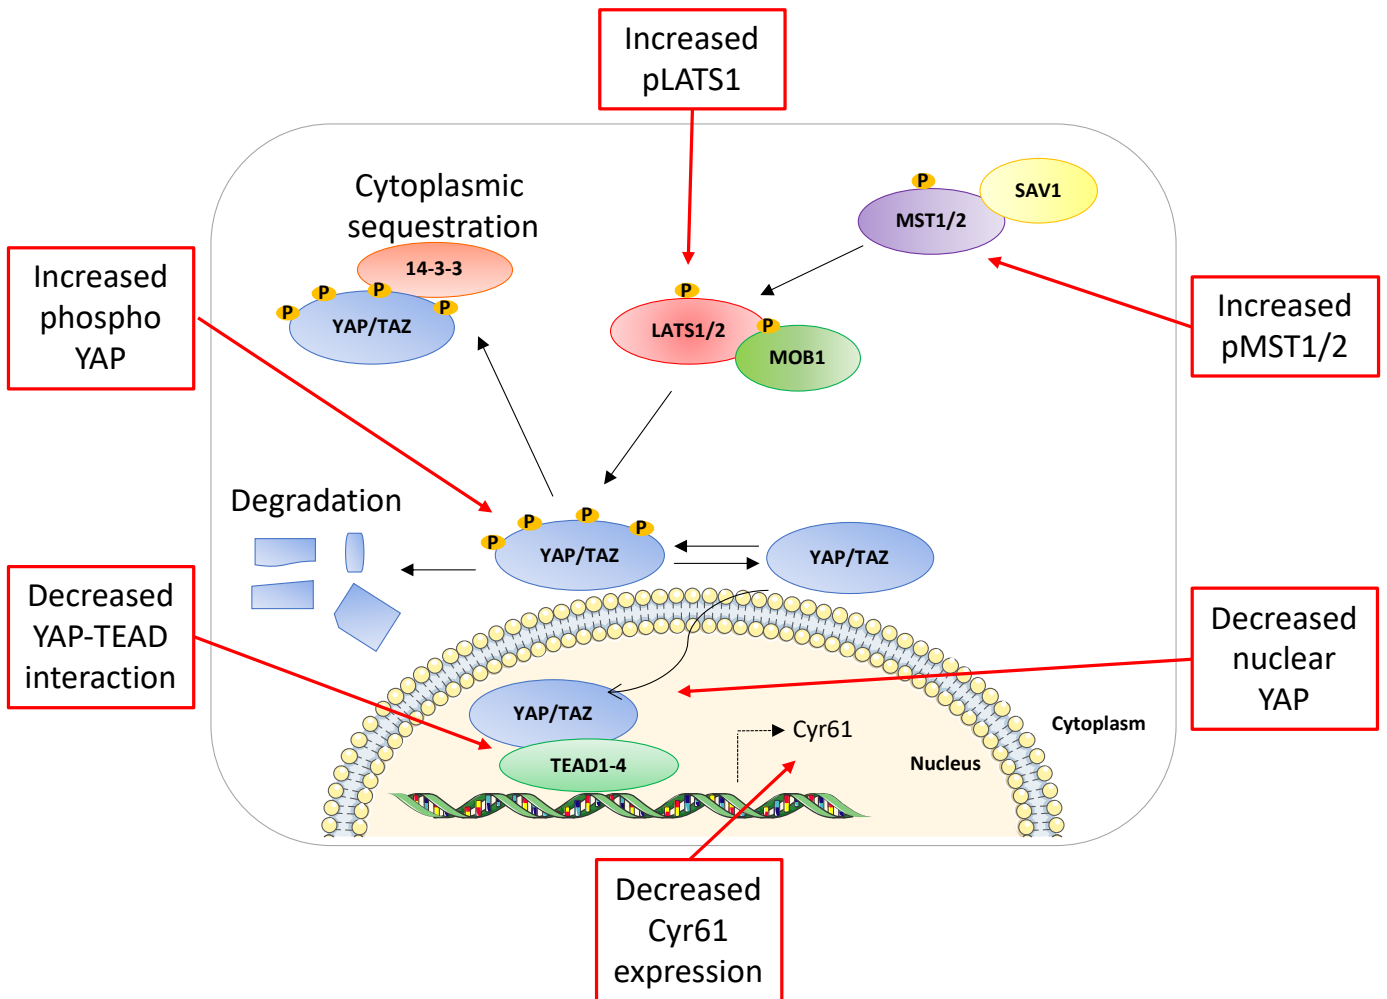 Increased
pLATS1
Cytoplasmic
sequestration
P
SAV1
MST1/2
14-3-3
P
P
P
P
YAP/TAZ
P
P
LATS1/2
MOB1
Increased
phospho
YAP
Increased
pMST1/2
Degradation
P
P
P
P
YAP/TAZ
YAP/TAZ
Decreased
YAP-TEAD
interaction
Decreased
nuclear
YAP
YAP/TAZ
TEAD1-4
Cyr61
Cytoplasm
Nucleus
Decreased
Cyr61
expression